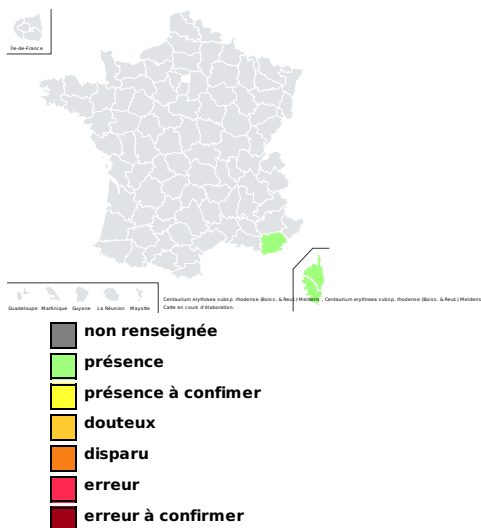 Île-de-France
Guadeloupe Martinique Guyane La Réunion Mayotte
Centaurium erythraea subsp. rhodense (Boiss. & Reut.) Melderis , Centaurium erythraea subsp. rhodense (Boiss. & Reut.) Melderis
Carte en cours d'élaboration.
non renseignée
présence
présence à confimer
douteux
disparu
erreur
erreur à confirmer